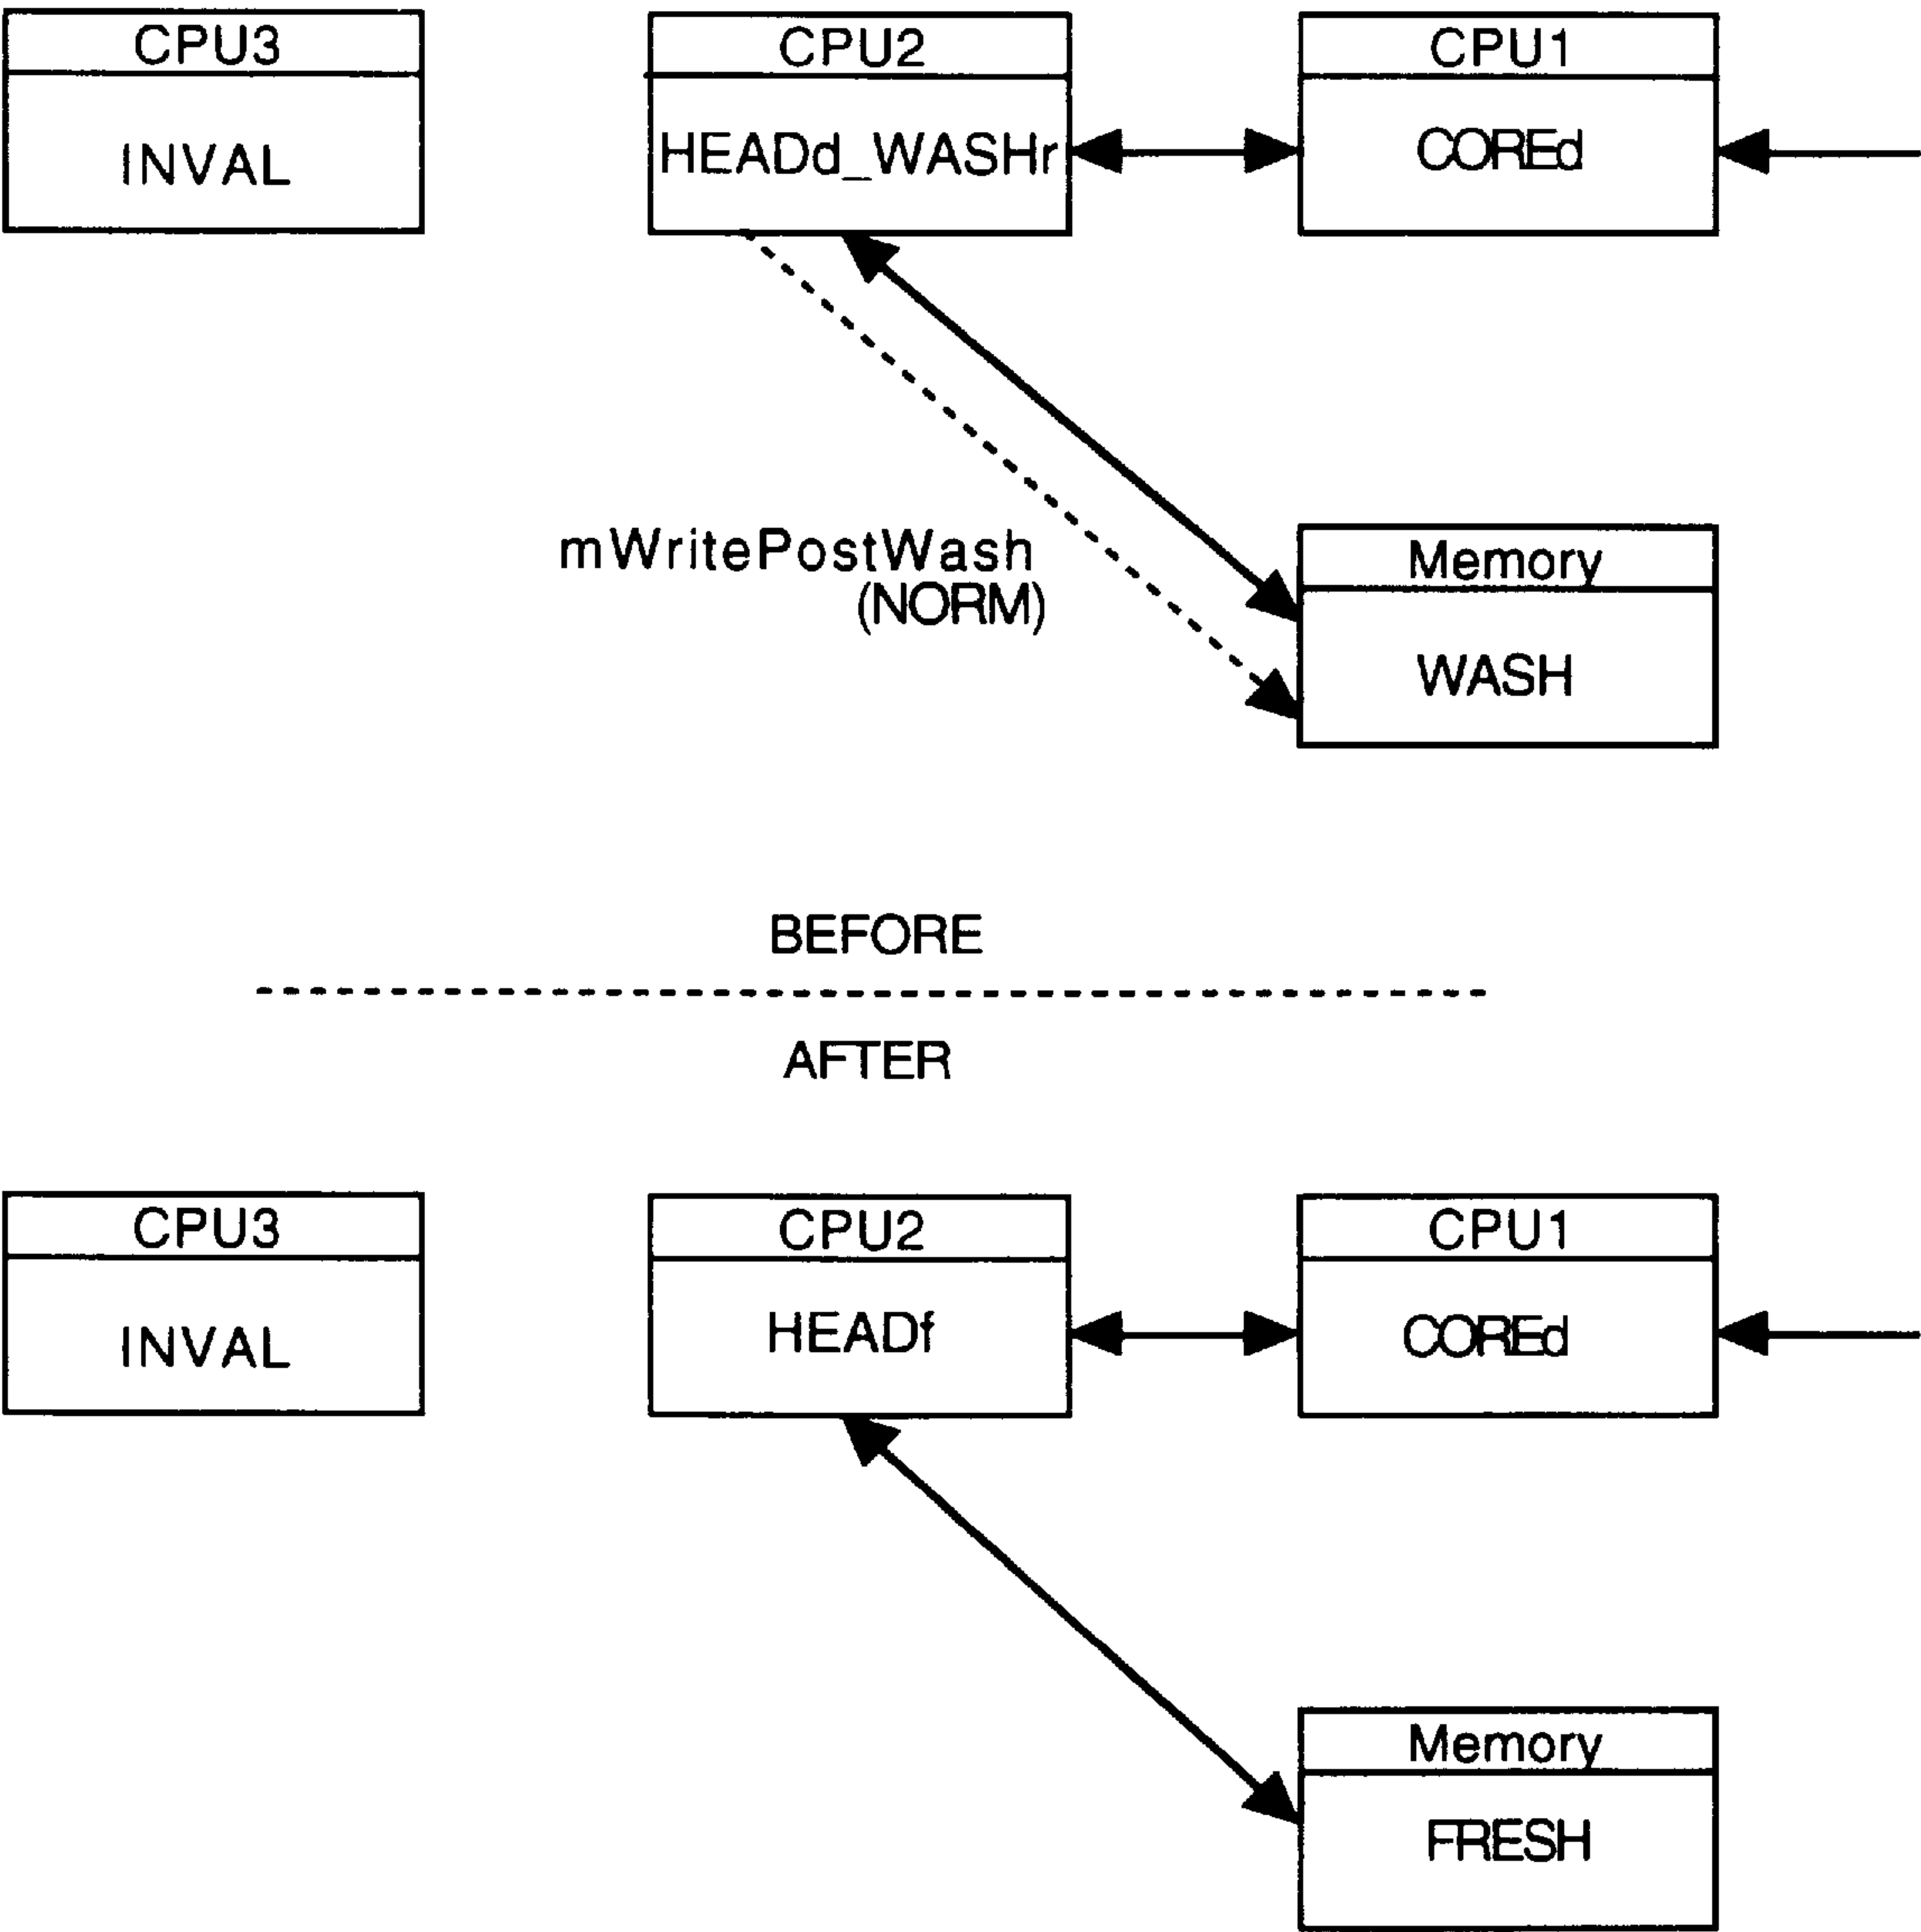 CPU3
CPU2
CPU1
INVAL
HEADd_WASHr
COREd
mWritePostWash
(NORM)
Memory
WASH
BEFORE
AFTER
CPU3
CPU2
CPU1
INVAL
HEADf
COREd
Memory
FRESH